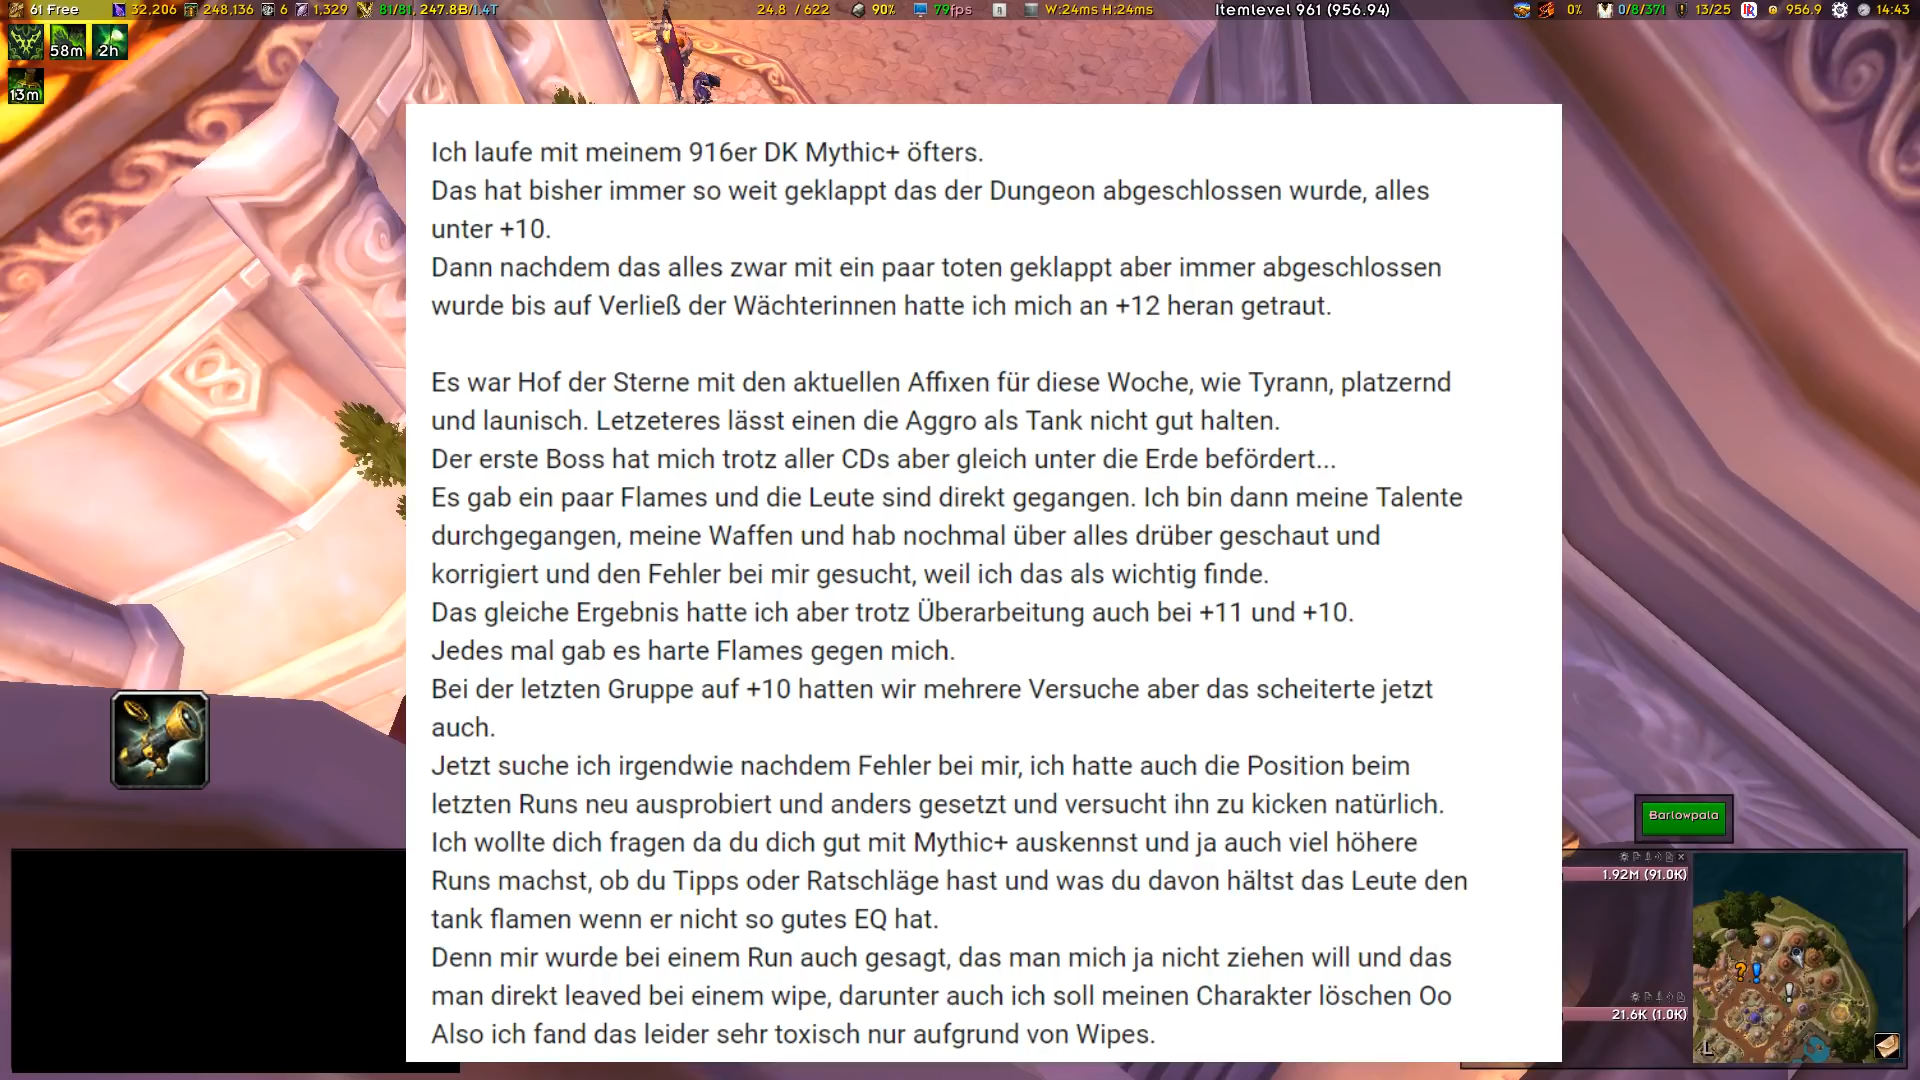 61 Free 32,206 248,136 6 1,329 81/81, 247.8B/1.4T 24.8 / 622 90% 79fps W:24ms H:24ms Itemlevel 961 (956.94) 0% 0/8/371 13/25 956.9 14:43
58m 2h
13m
Ich laufe mit meinem 916er DK Mythic+ öfters.
Das hat bisher immer so weit geklappt das der Dungeon abgeschlossen wurde, alles
unter +10.
Dann nachdem das alles zwar mit ein paar toten geklappt aber immer abgeschlossen
wurde bis auf Verließ der Wächterinnen hatte ich mich an +12 heran getraut.
Es war Hof der Sterne mit den aktuellen Affixen für diese Woche, wie Tyrann, platzernd
und launisch. Letzeteres lässt einen die Aggro als Tank nicht gut halten.
Der erste Boss hat mich trotz aller CDs aber gleich unter die Erde befördert...
Es gab ein paar Flames und die Leute sind direkt gegangen. Ich bin dann meine Talente
durchgegangen, meine Waffen und hab nochmal über alles drüber geschaut und
korrigiert und den Fehler bei mir gesucht, weil ich das als wichtig finde.
Das gleiche Ergebnis hatte ich aber trotz Überarbeitung auch bei +11 und +10.
Jedes mal gab es harte Flames gegen mich.
Bei der letzten Gruppe auf +10 hatten wir mehrere Versuche aber das scheiterte jetzt
auch.
Jetzt suche ich irgendwie nachdem Fehler bei mir, ich hatte auch die Position beim
letzten Runs neu ausprobiert und anders gesetzt und versucht ihn zu kicken natürlich.
Ich wollte dich fragen da du dich gut mit Mythic+ auskennst und ja auch viel höhere
Runs machst, ob du Tipps oder Ratschläge hast und was du davon hältst das Leute den
tank flamen wenn er nicht so gutes EQ hat.
Denn mir wurde bei einem Run auch gesagt, das man mich ja nicht ziehen will und das
man direkt leaved bei einem wipe, darunter auch ich soll meinen Charakter löschen Oo
Also ich fand das leider sehr toxisch nur aufgrund von Wipes.
Barlowpala
1.92M (91.0K)
21.6K (1.0K)